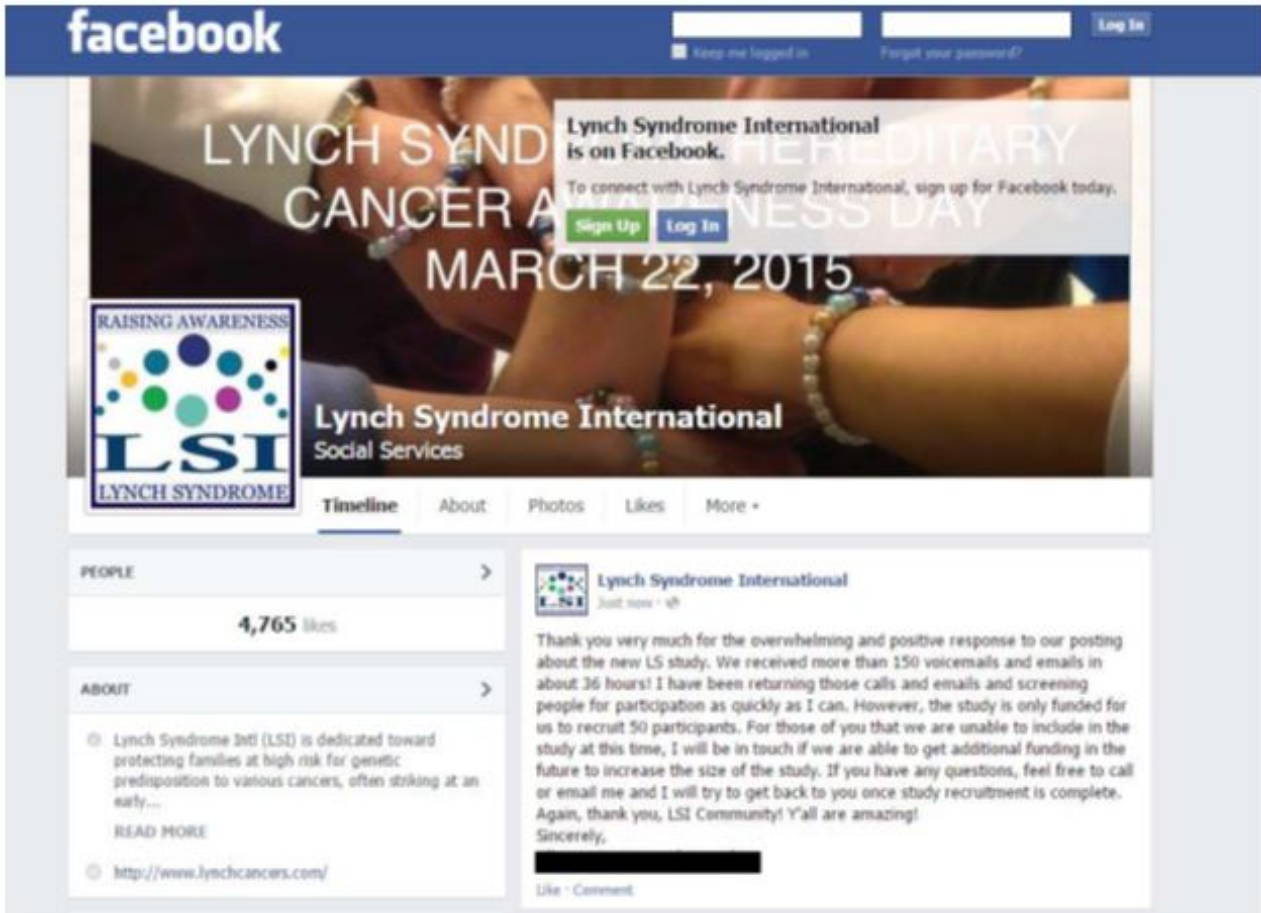 facebook
Log In
Keep me logged in
Forgot your password?
LYNCH SYND HEREDITARY
CANCER AWARENESS DAY
MARCH 22, 2015
Lynch Syndrome International
is on Facebook.
To connect with Lynch Syndrome International, sign up for Facebook today.
Sign Up Log In
RAISING AWARENESS
LSI
LYNCH SYNDROME
Lynch Syndrome International
Social Services
Timeline About Photos Likes More
PEOPLE
4,765 likes
ABOUT
Lynch Syndrome Intl (LSI) is dedicated toward
protecting families at high risk for genetic
predisposition to various cancers, often striking at an
early...
READ MORE
http://www.lynchcancers.com/
LSI
Lynch Syndrome International
Just now ·
Thank you very much for the overwhelming and positive response to our posting
about the new LS study. We received more than 150 voicemails and emails in
about 36 hours! I have been returning those calls and emails and screening
people for participation as quickly as I can. However, the study is only funded for
us to recruit 50 participants. For those of you that we are unable to include in the
study at this time, I will be in touch if we are able to get additional funding in the
future to increase the size of the study. If you have any questions, feel free to call
or email me and I will try to get back to you once study recruitment is complete.
Again, thank you, LSI Community! Y'all are amazing!
Sincerely,
Like · Comment